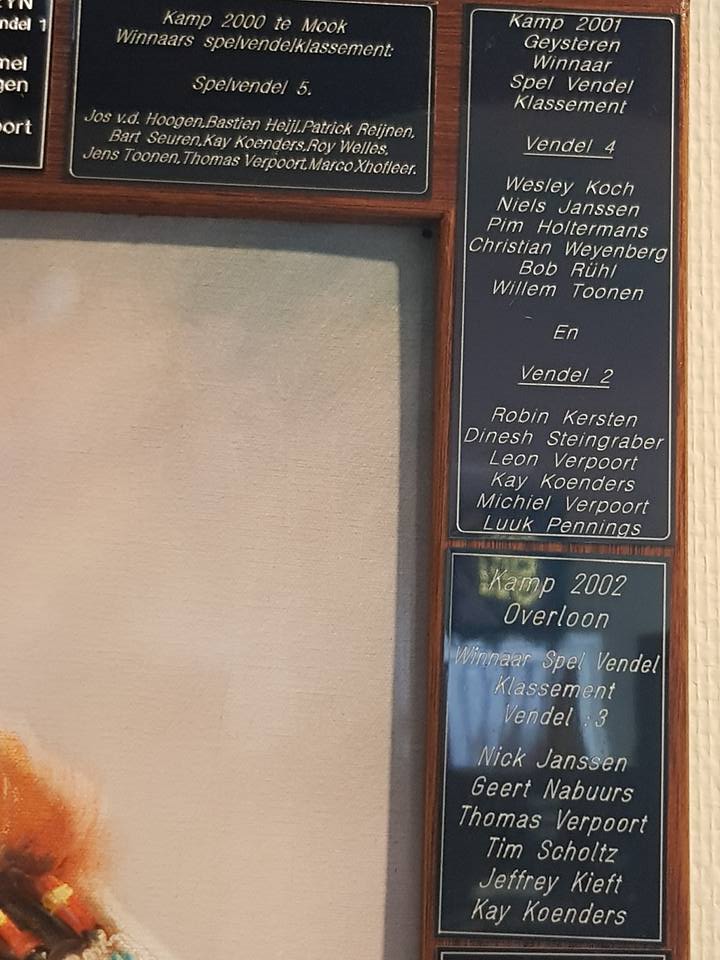 ndel 1
Kamp 2000 te Mook
Winnaars spelvendelklassement:
Spelvendel 5.
Jos v.d. Hoogen,Bastien Heijl,Patrick Reijnen,
Bart Seuren,Kay Koenders,Roy Welles,
Jens Toonen,Thomas Verpoort,Marco Xhofleer.
Kamp 2001
Geysteren
Winnaar
Spel Vendel
Klassement
Vendel 4
Wesley Koch
Niels Janssen
Pim Holtermans
Christian Weyenberg
Bob Rühl
Willem Toonen
En
Vendel 2
Robin Kersten
Dinesh Steingraber
Leon Verpoort
Kay Koenders
Michiel Verpoort
Luuk Pennings
Kamp 2002
Overloon
Winnaar Spel Vendel
Klassement
Vendel :3
Nick Janssen
Geert Nabuurs
Thomas Verpoort
Tim Scholtz
Jeffrey Kieft
Kay Koenders